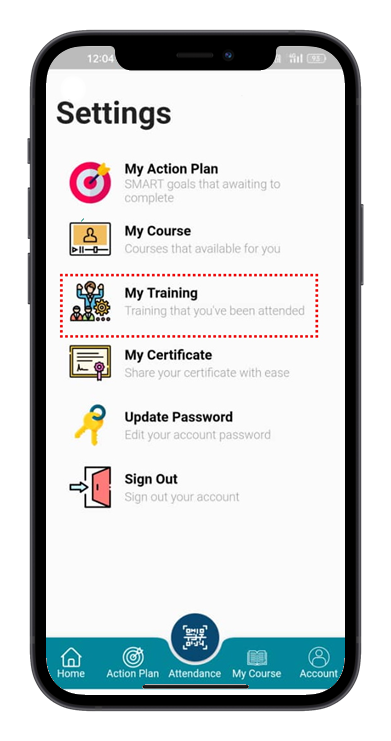 12:04
93
Settings
My Action Plan
SMART goals that awaiting to
complete
My Course
Courses that available for you
My Training
Training that you've been attended
My Certificate
Share your certificate with ease
Update Password
Edit your account password
Sign Out
Sign out your account
Home
Action Plan
Attendance
My Course
Account